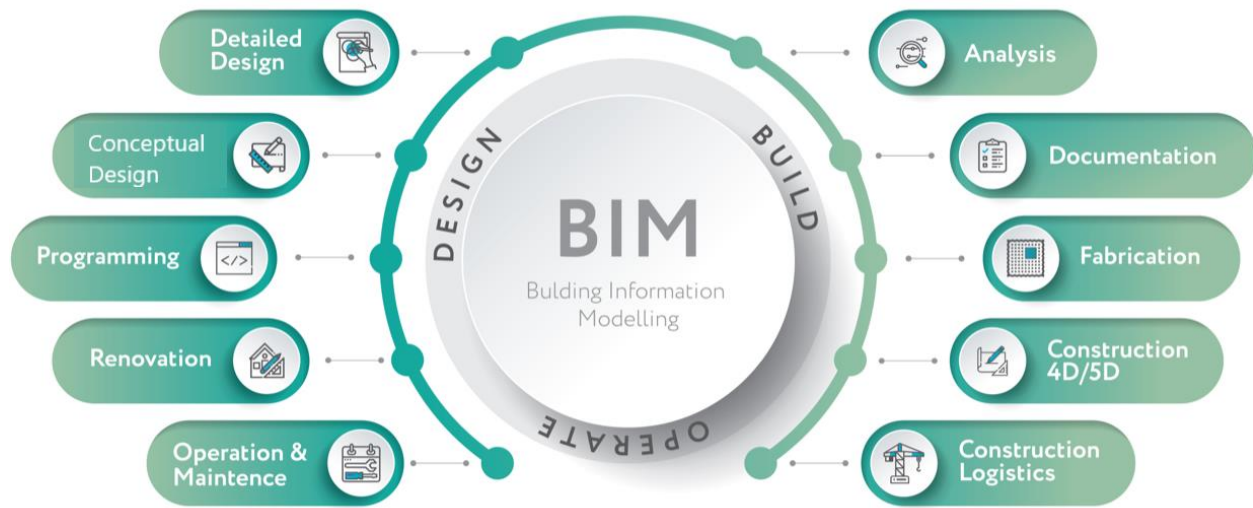 Detailed
Design
Conceptual
Design
Programming
</>
Renovation
Operation &
Maintence
DESIGN
BUILD
OPERATE
BIM
Bulding Information
Modelling
Analysis
Documentation
Fabrication
Construction
4D/5D
Construction
Logistics